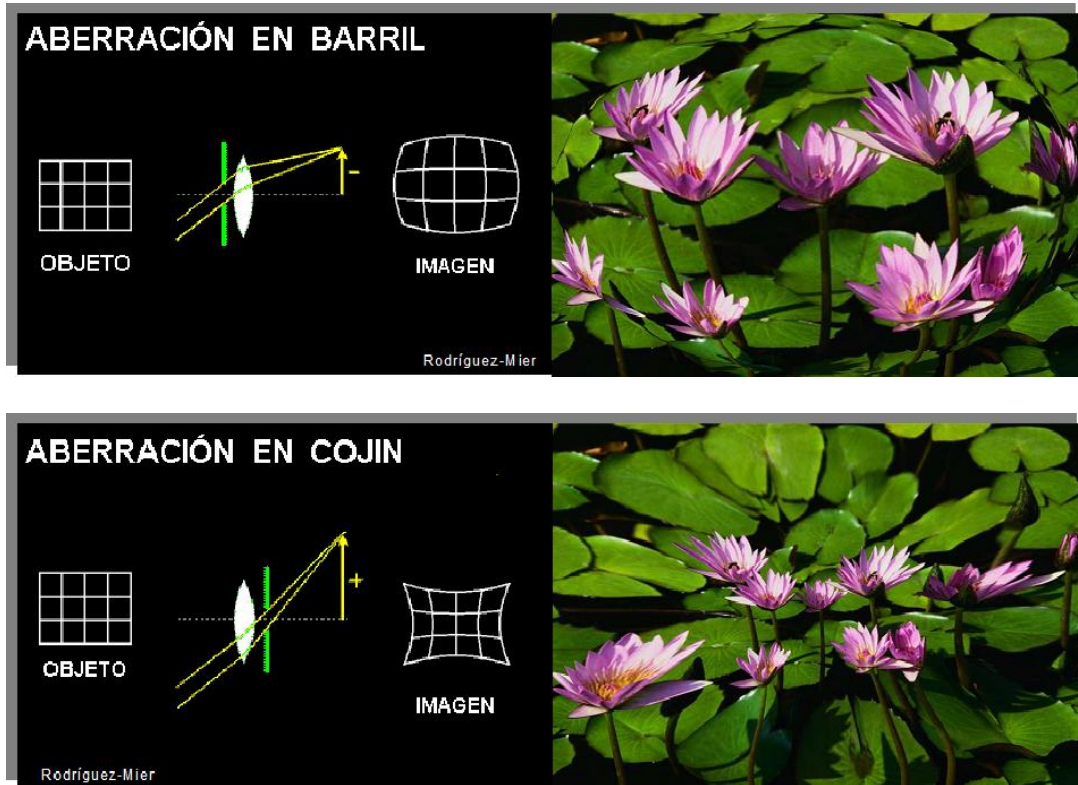 ABERRACIÓN EN BARRIL
-
OBJETO
IMAGEN
Rodríguez-Mier
ABERRACIÓN EN COJIN
+
OBJETO
IMAGEN
Rodríguez-Mier